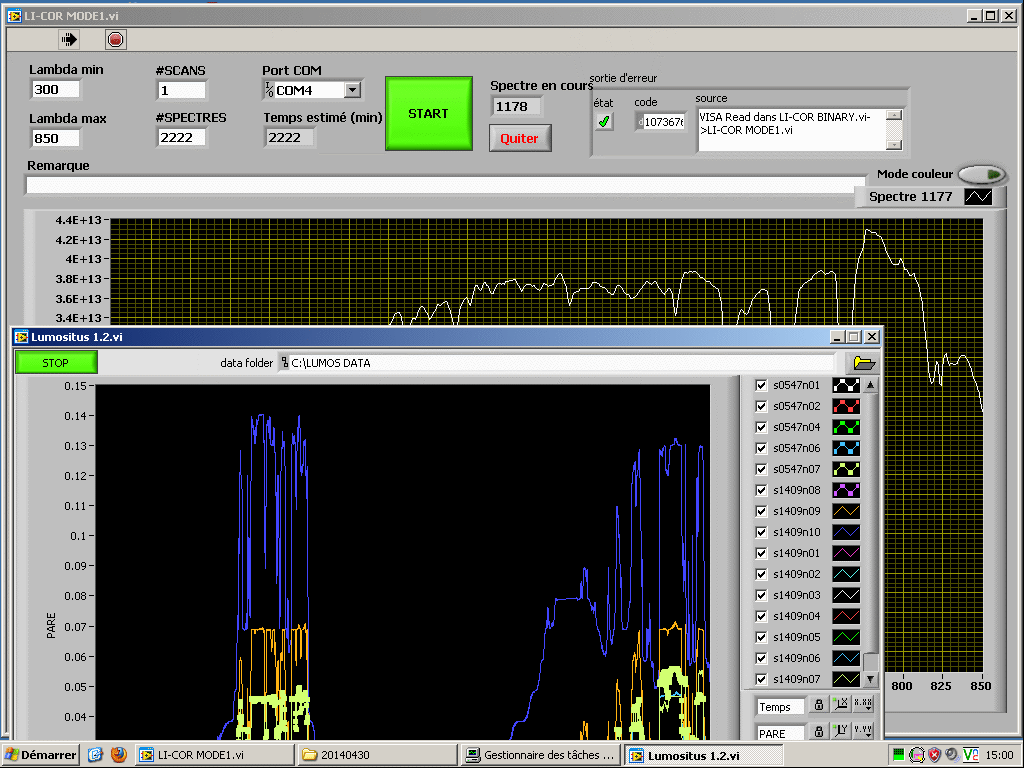 LI-COR MODE1.vi
Lambda min
300
#SCANS
1
Port COM
COM4
START
Spectre en cours
1178
sortie d'erreur
état
code
source
1073676
VISA Read dans LI-COR BINARY.vi-
>LI-COR MODE1.vi
Lambda max
850
#SPECTRES
2222
Temps estimé (min)
2222
Quiter
Remarque
Mode couleur
Spectre 1177
4.4E+13
4.2E+13
4E+13
3.8E+13
3.6E+13
3.4E+13
Lumositus 1.2.vi
STOP
data folder
C:\LUMOS DATA
0.15
0.14
0.13
0.12
0.11
0.1
0.09
0.08
0.07
0.06
0.05
0.04
PARE
s0547n01
s0547n02
s0547n04
s0547n06
s0547n07
s1409n08
s1409n09
s1409n10
s1409n01
s1409n02
s1409n03
s1409n04
s1409n05
s1409n06
s1409n07
800 825 850
Temps
X.XX
PARE
Y.YY
Démarrer
LI-COR MODE1.vi
20140430
Gestionnaire des tâches ...
Lumositus 1.2.vi
15:00